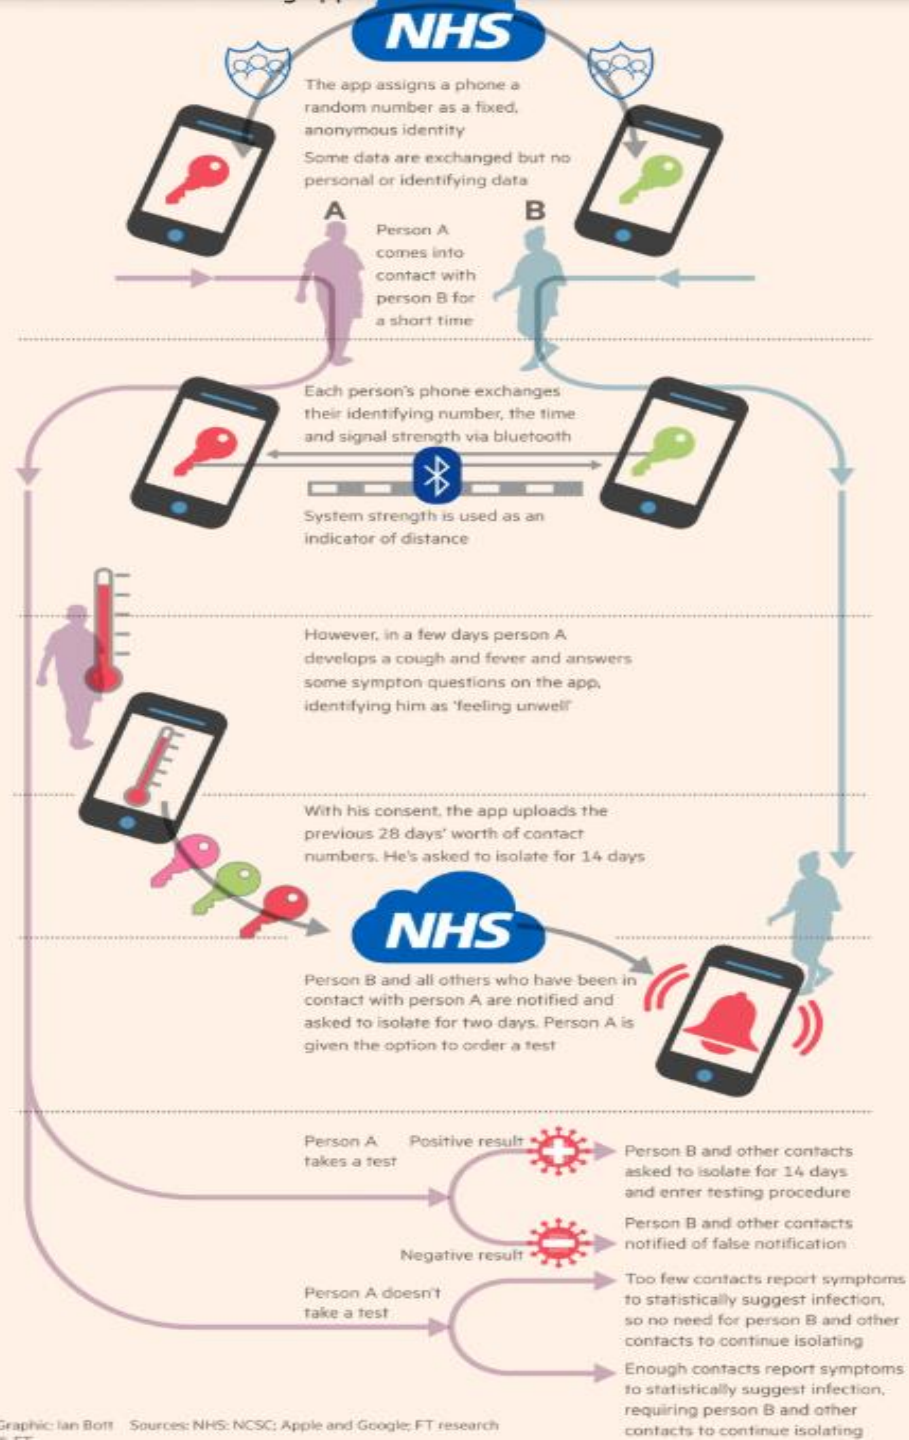 NHS
The app assigns a phone a
random number as a fixed,
anonymous identity
Some data are exchanged but no
personal or identifying data
A
B
Person A
comes into
contact with
person B for
a short time
Each person's phone exchanges
their identifying number, the time
and signal strength via bluetooth
System strength is used as an
indicator of distance
However, in a few days person A
develops a cough and fever and answers
some sympton questions on the app,
identifying him as 'feeling unwell'
With his consent, the app uploads the
previous 28 days' worth of contact
numbers. He's asked to isolate for 14 days
NHS
Person B and all others who have been in
contact with person A are notified and
asked to isolate for two days. Person A is
given the option to order a test
Person A
takes a test
Positive result
Person B and other contacts
asked to isolate for 14 days
and enter testing procedure
Negative result
Person B and other contacts
notified of false notification
Person A doesn't
take a test
Too few contacts report symptoms
to statistically suggest infection,
so no need for person B and other
contacts to continue isolating
Enough contacts report symptoms
to statistically suggest infection,
requiring person B and other
contacts to continue isolating
Graphic: Ian Bott Sources: NHS; NCSC; Apple and Google; FT research